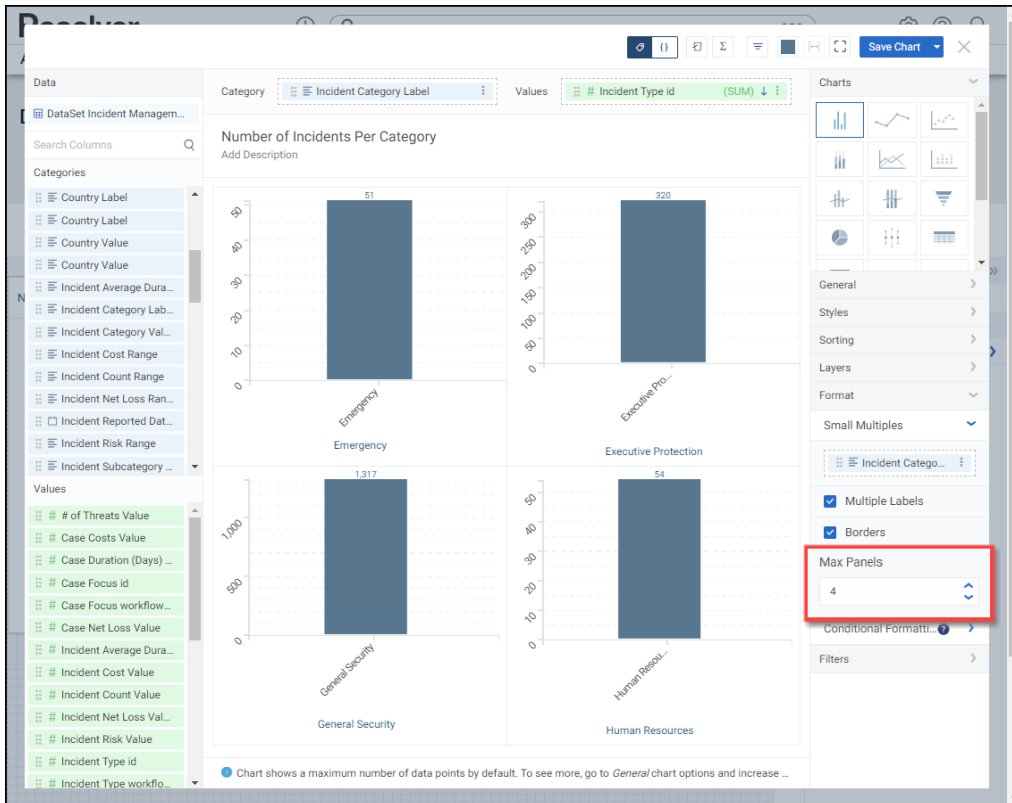 Resolver
{}
Σ
Save Chart
Data
DataSet Incident Managem...
Search Columns
Categories
Country Label
Country Label
Country Value
Country Value
Incident Average Dura...
Incident Category Lab...
Incident Category Val...
Incident Cost Range
Incident Count Range
Incident Net Loss Ran...
Incident Reported Dat...
Incident Risk Range
Incident Subcategory ...
Values
# # of Threats Value
# Case Costs Value
# Case Duration (Days) ...
# Case Focus id
# Case Focus workflow...
# Case Net Loss Value
# Incident Average Dura...
# Incident Cost Value
# Incident Count Value
# Incident Net Loss Val...
# Incident Risk Value
# Incident Type id
# Incident Type workflo...
Category Incident Category Label Values # Incident Type id (SUM)
Number of Incidents Per Category
Add Description
51
50
40
30
20
10
0
Emergency
Emergency
320
300
250
200
150
100
50
0
Executive Pro...
Executive Protection
1,317
1,000
500
0
General Security
General Security
54
50
40
30
20
10
0
Human Resou...
Human Resources
Chart shows a maximum number of data points by default. To see more, go to General chart options and increase ...
Charts
General
Styles
Sorting
Layers
Format
Small Multiples
Incident Catego...
Multiple Labels
Borders
Max Panels
4
Conditional Formatti...
Filters